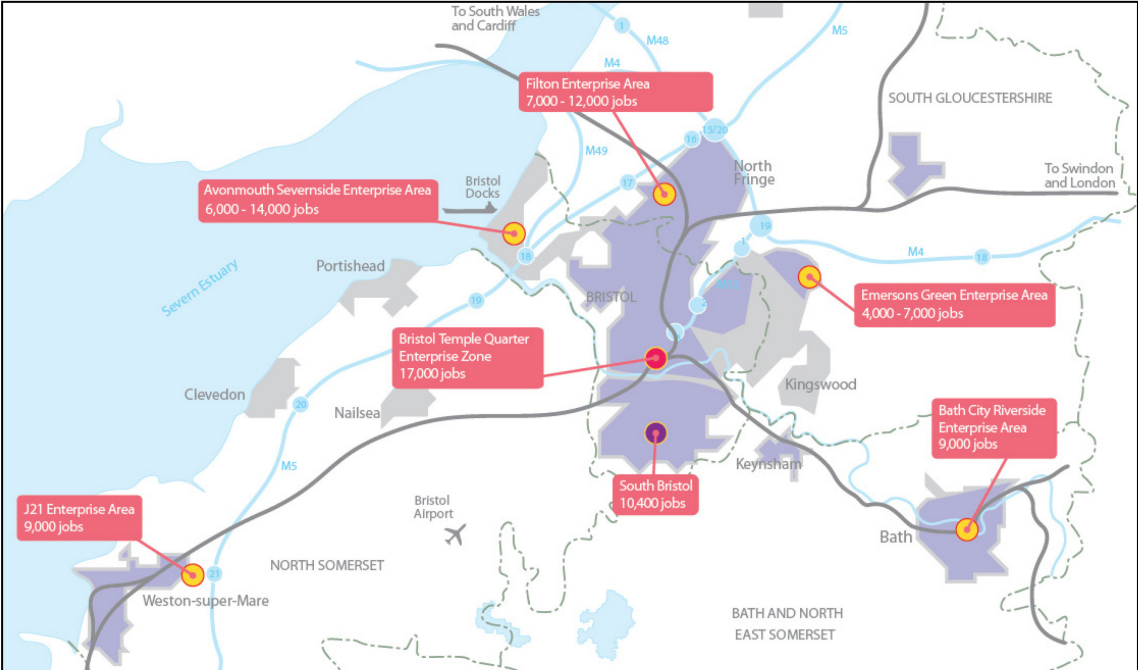 To South Wales
and Cardiff
1
M48
M5
M4
Filton Enterprise Area
7,000 - 12,000 jobs
SOUTH GLOUCESTERSHIRE
15/20
16
M49
North
Fringe
To Swindon
and London
Avonmouth Severnside Enterprise Area
6,000 - 14,000 jobs
Bristol
Docks
17
19
1
18
M4
18
Portishead
Severn Estuary
19
BRISTOL
M32
2
Emersons Green Enterprise Area
4,000 - 7,000 jobs
Bristol Temple Quarter
Enterprise Zone
17,000 jobs
Kingswood
Clevedon
20
Nailsea
Bath City Riverside
Enterprise Area
9,000 jobs
M5
Keynsham
South Bristol
10,400 jobs
J21 Enterprise Area
9,000 jobs
Bristol
Airport
Bath
NORTH SOMERSET
21
Weston-super-Mare
BATH AND NORTH
EAST SOMERSET